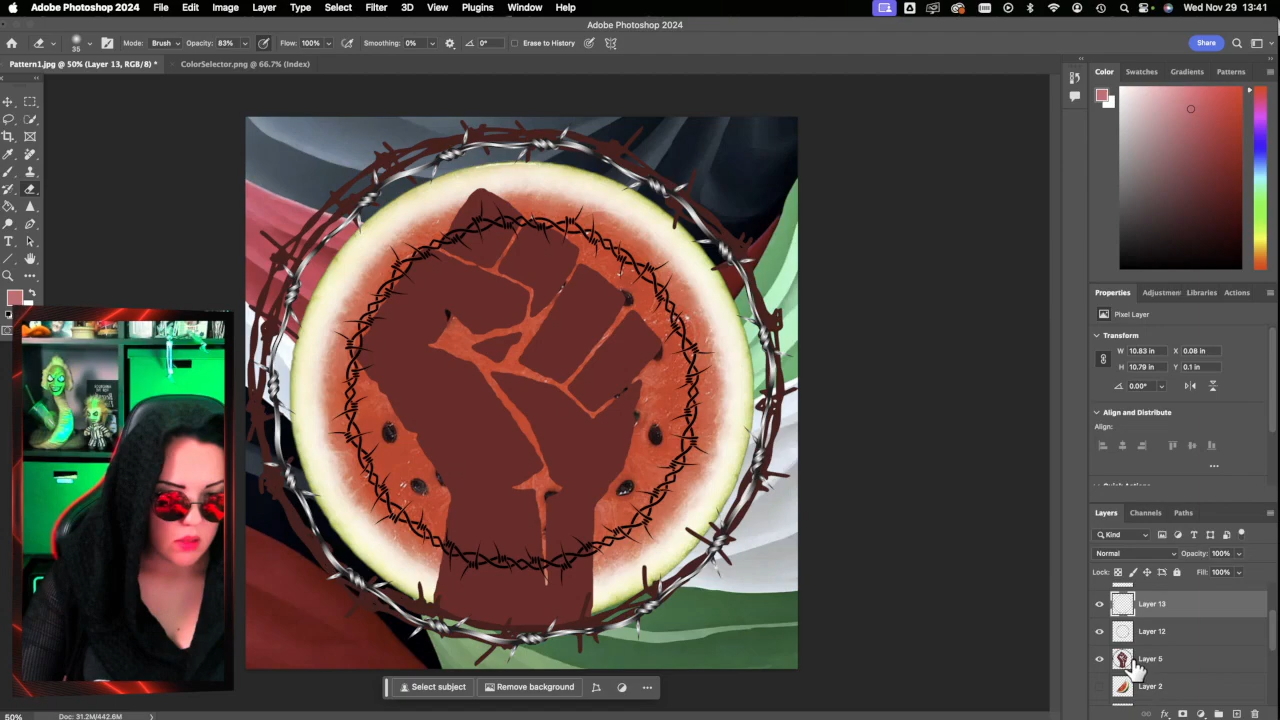 Adobe Photoshop File Edit Image Layer Type Select Filter 3D View Plugins Window Help Wed Nov 29 13:41
Adobe Photoshop 2024
35 Mode: Brush Opacity: 83% Flow: 100% Smoothing: 0% 0° Erase to History Share
Pattern1.jpg @ 50% (Layer 13, RGB/8) * ColorSelector.png @ 66.7% (Index)
Color Swatches Gradients Patterns
Properties Adjustmen Libraries Actions
Pixel Layer
Transform
W 10.83 in X 0.08 in
H 10.79 in Y 0.1 in
0.00°
Align and Distribute
Align:
Layers Channels Paths
Kind
Normal Opacity: 100%
Lock: Fill: 100%
Layer 13
Layer 12
Layer 5
Layer 2
Select subject Remove background
50% Doc: 31.2M/442.6M